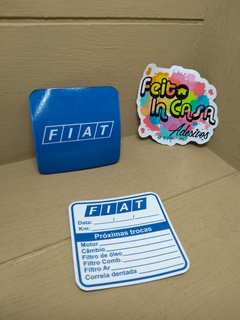 FIAT
Feito
In CASA
Adesivos
FIAT
Data: ___/___/___
Km:
Próximas trocas
Motor
Câmbio
Filtro de óleo
Filtro Comb.
Filtro Ar
Correia dentada